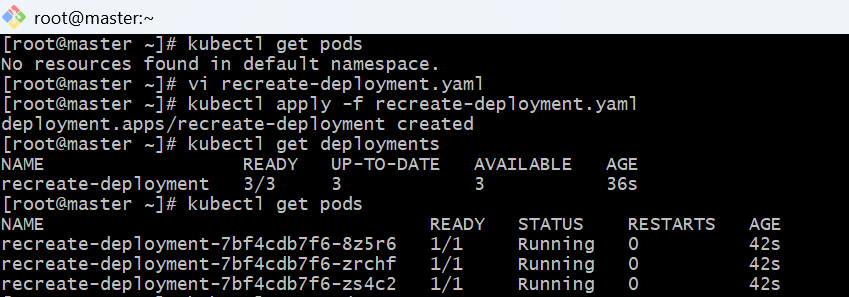 root@master:~
[root@master ~]# kubectl get pods
No resources found in default namespace.
[root@master ~]# vi recreate-deployment.yaml
[root@master ~]# kubectl apply -f recreate-deployment.yaml
deployment.apps/recreate-deployment created
[root@master ~]# kubectl get deployments
NAME READY UP-TO-DATE AVAILABLE AGE
recreate-deployment 3/3 3 3 36s
[root@master ~]# kubectl get pods
NAME READY STATUS RESTARTS AGE
recreate-deployment-7bf4cdb7f6-8z5r6 1/1 Running 0 42s
recreate-deployment-7bf4cdb7f6-zrchf 1/1 Running 0 42s
recreate-deployment-7bf4cdb7f6-zs4c2 1/1 Running 0 42s